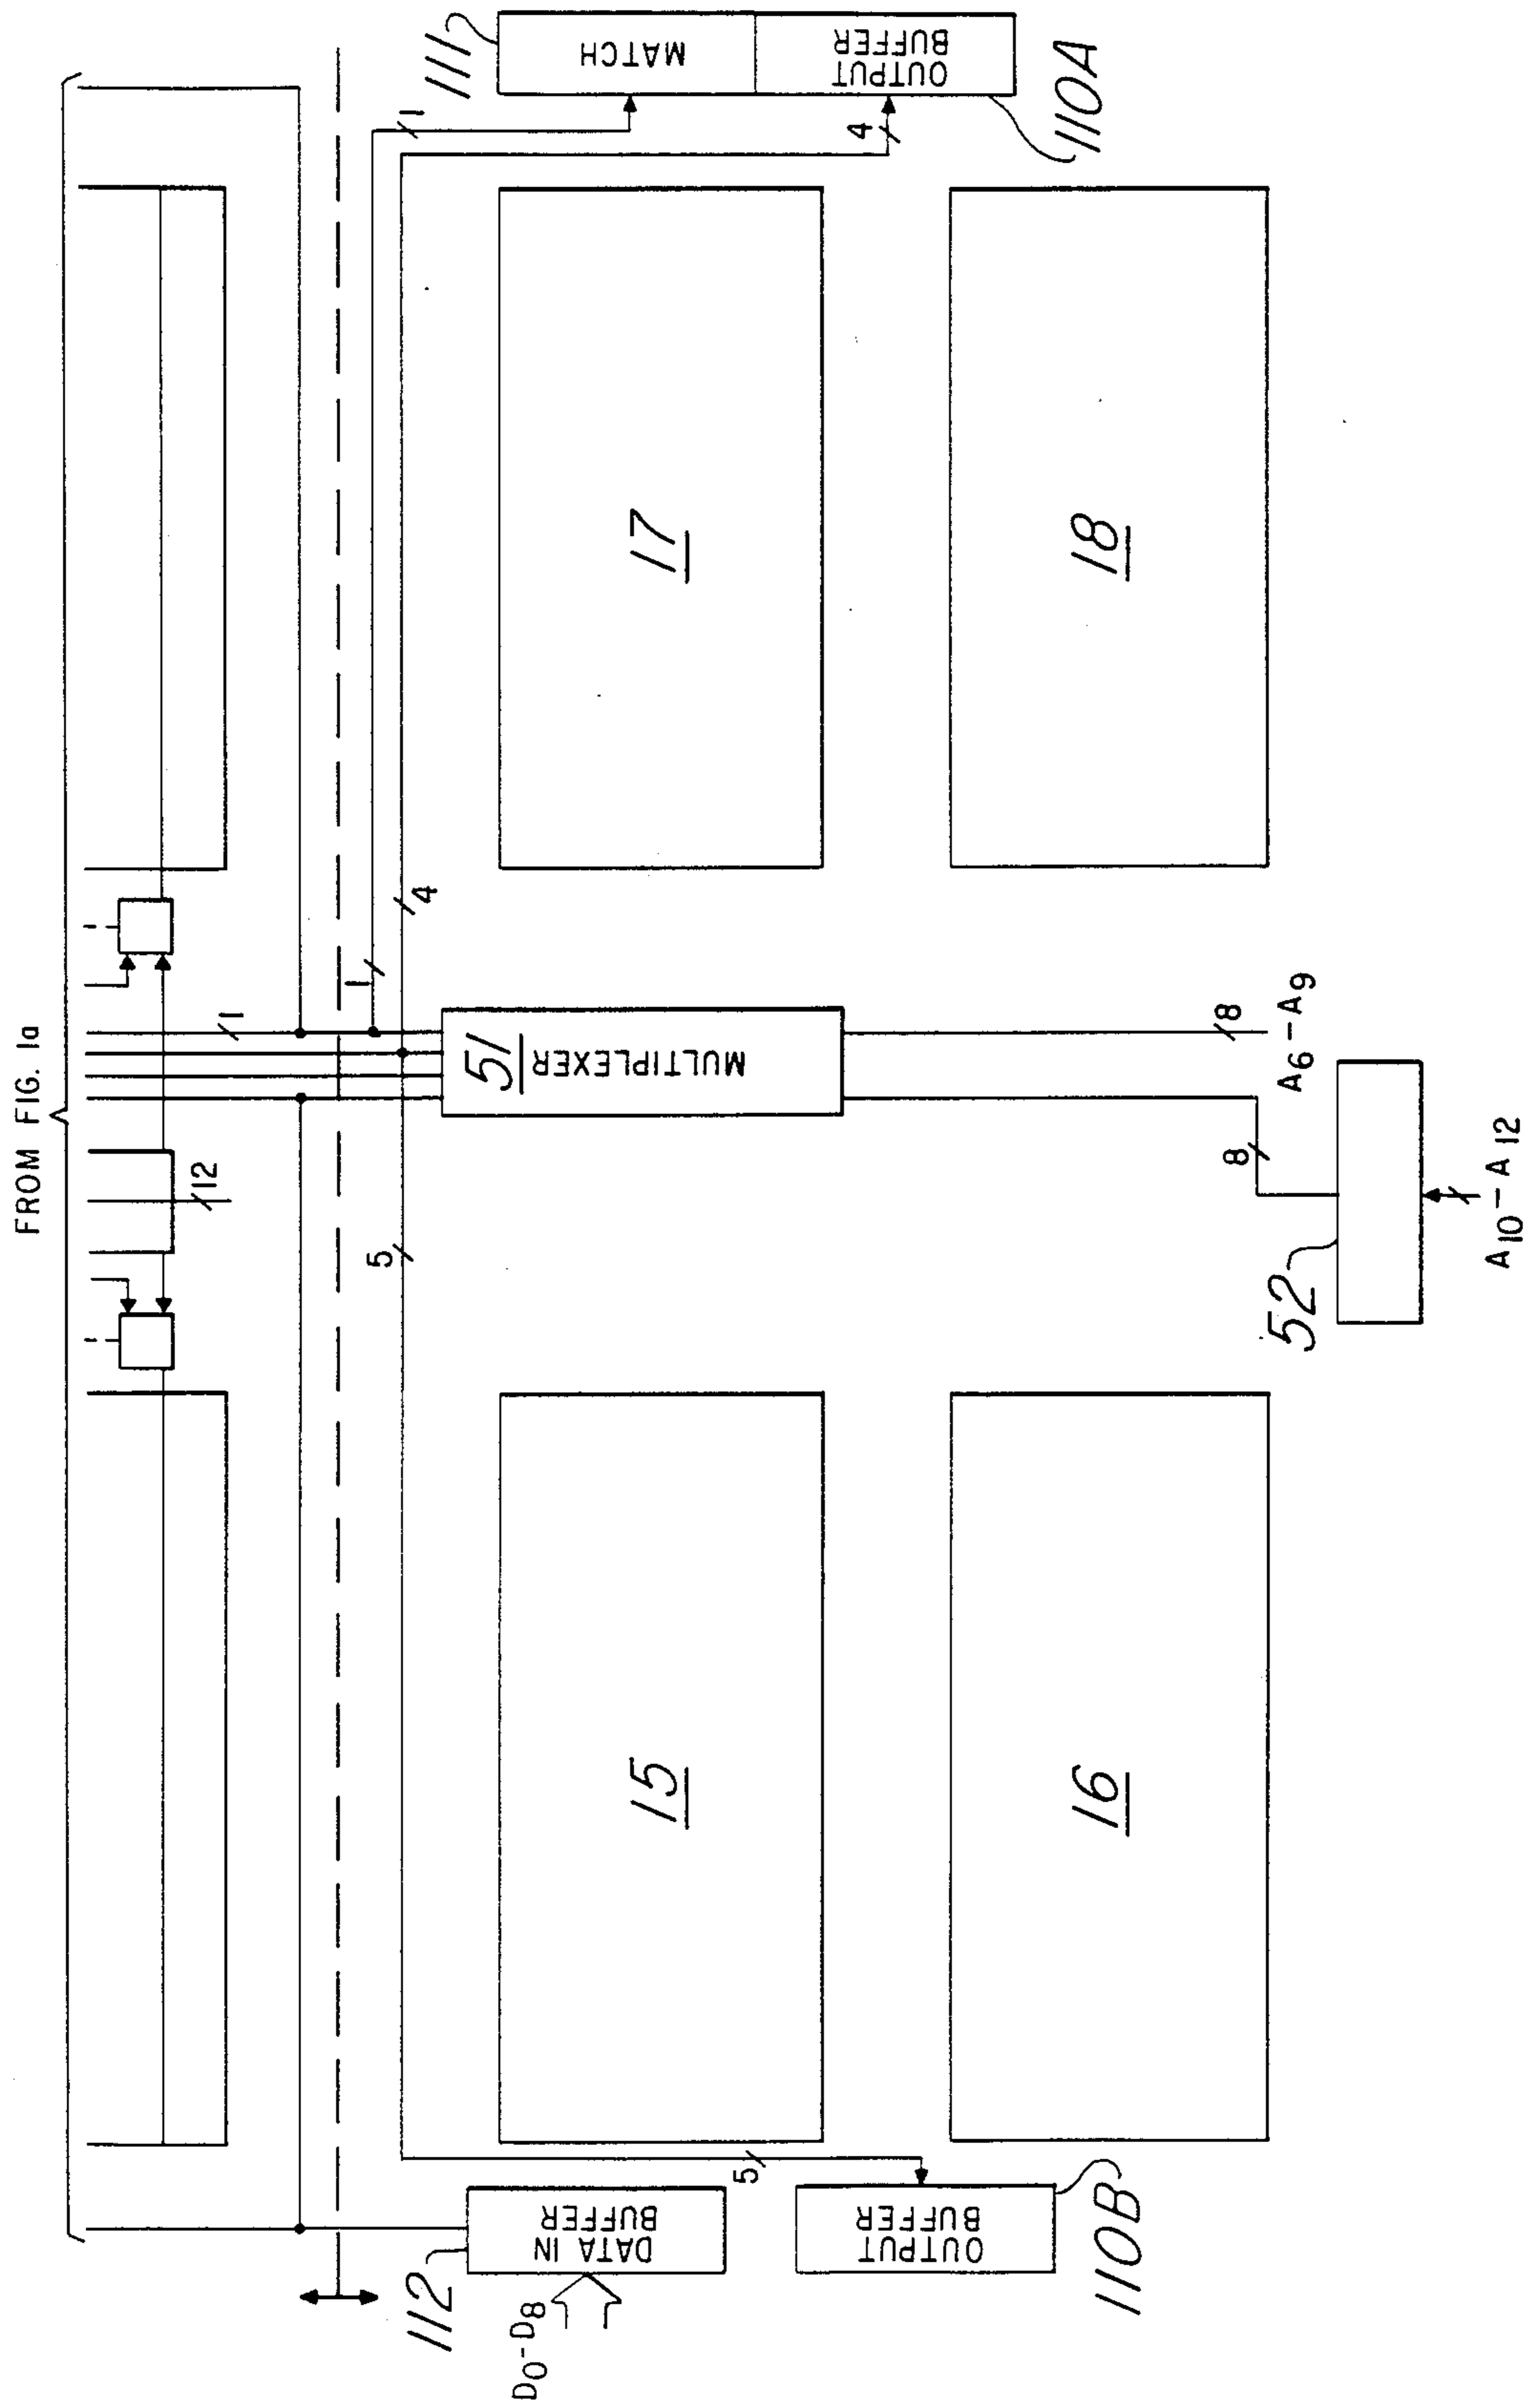 FROM FIG. 1a
111
MATCH
OUTPUT
BUFFER
110A
1
4
1
4
1
12
5
17
18
51
MULTIPLEXER
8
A6-A9
8
52
A10-A12
15
16
5
112
DATA IN
BUFFER
D0-D8
OUTPUT
BUFFER
110B